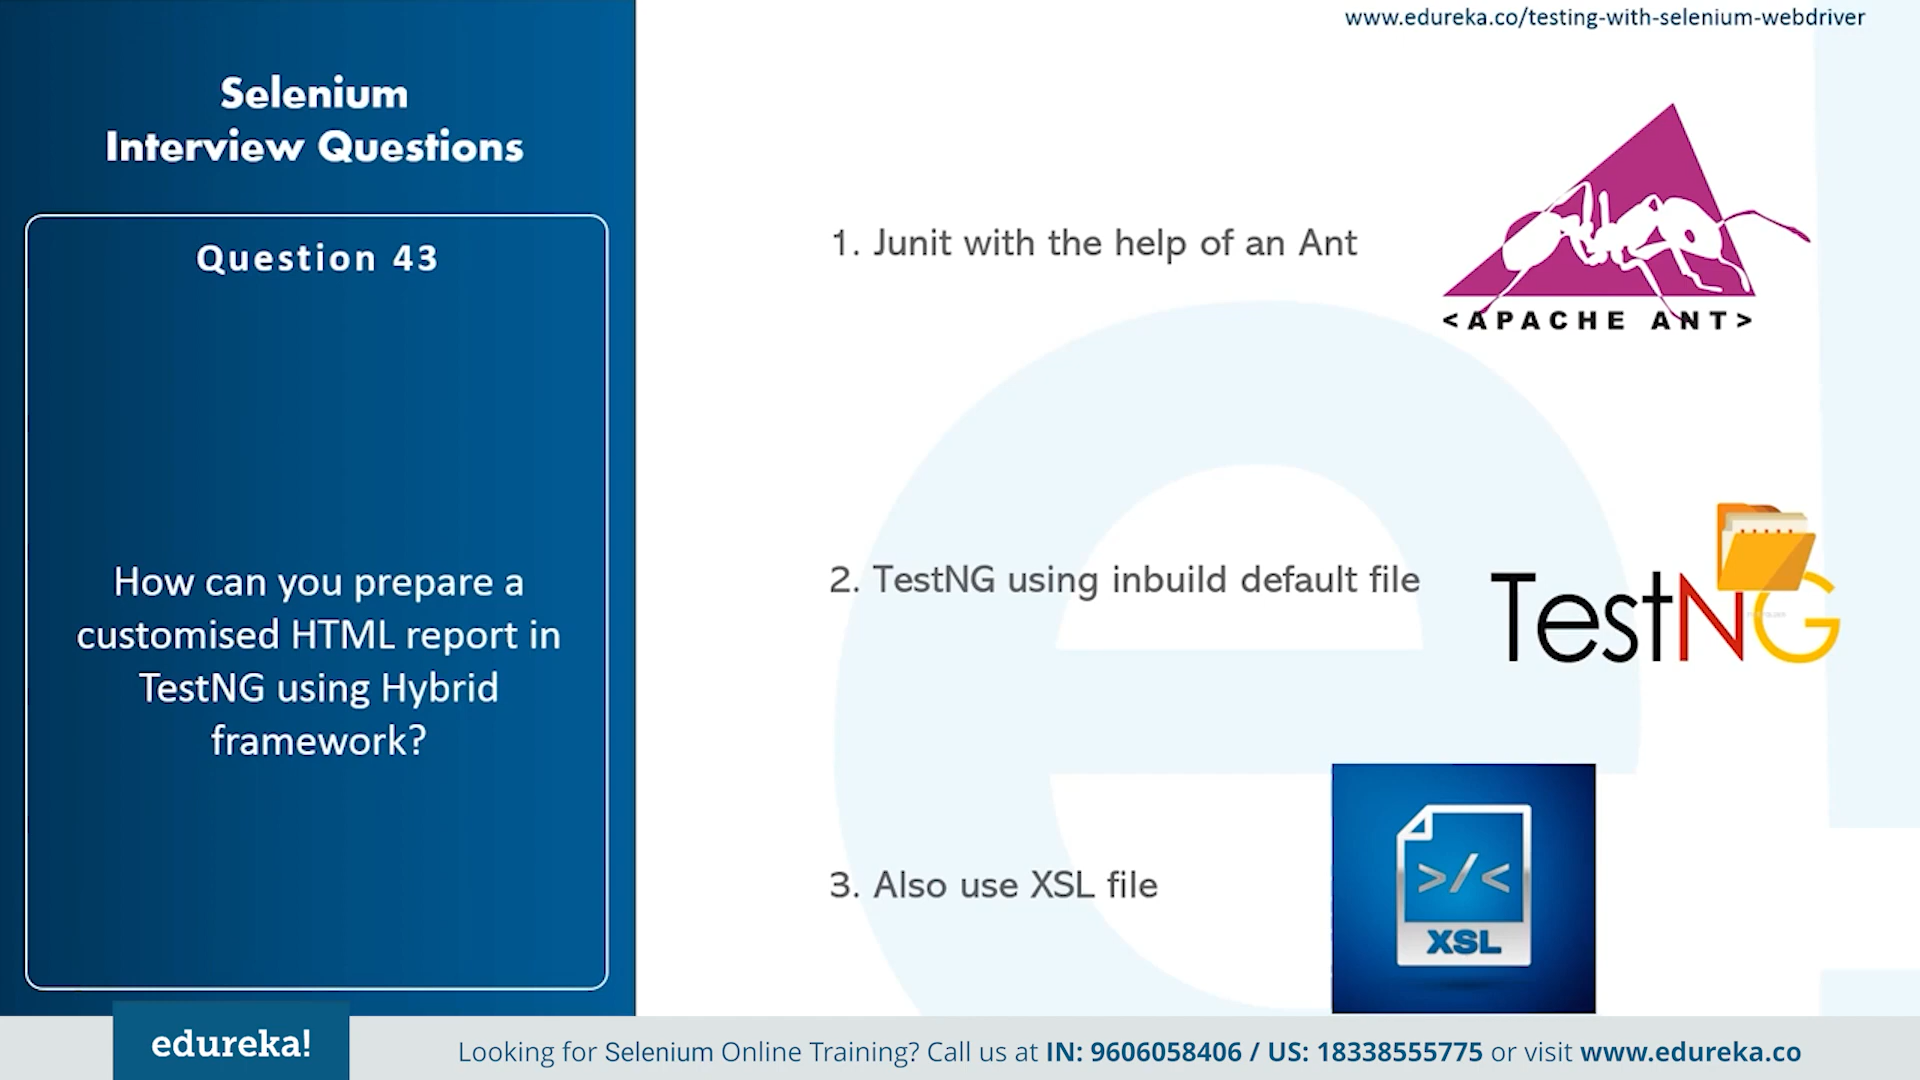 www.edureka.co/testing-with-selenium-webdriver
Selenium
Interview Questions
Question 43
How can you prepare a
customised HTML report in
TestNG using Hybrid
framework?
1. Junit with the help of an Ant
<APACHE ANT>
2. TestNG using inbuild default file
TestNG
3. Also use XSL file
>/<
XSL
edureka!
Looking for Selenium Online Training? Call us at IN: 9606058406 / US: 18338555775 or visit www.edureka.co